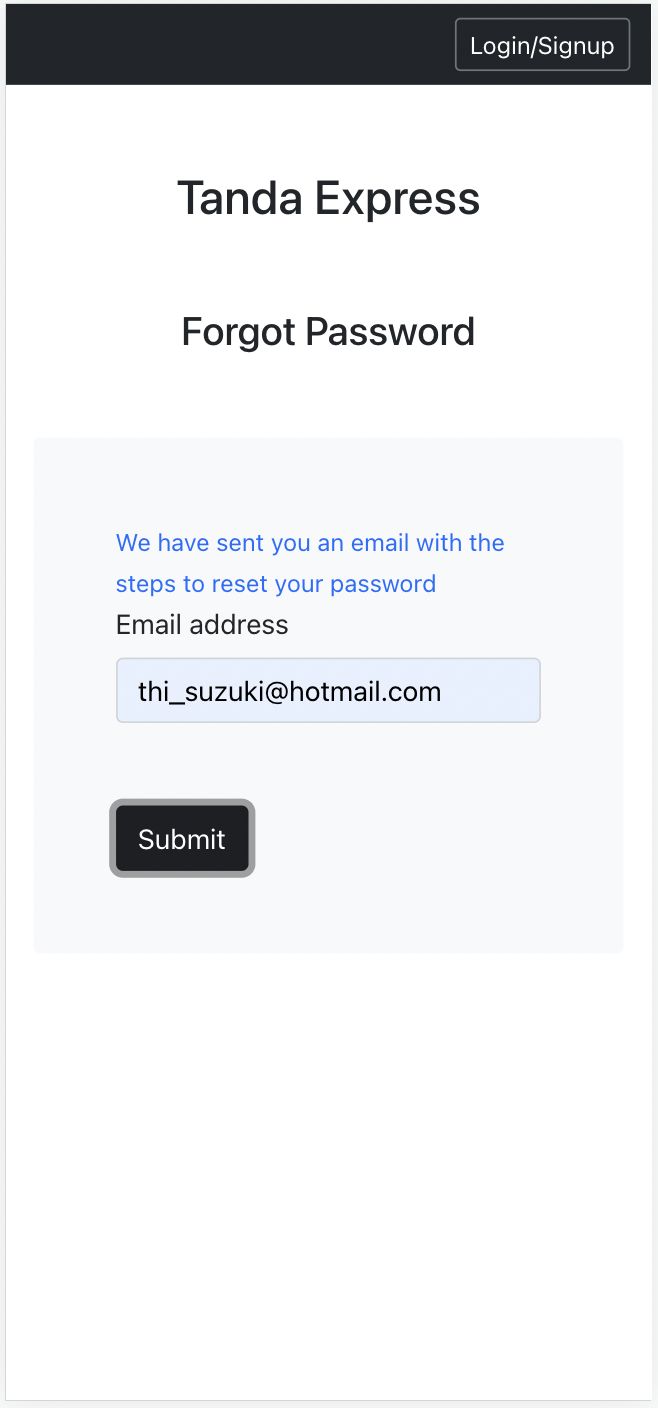 Login/Signup
Tanda Express
Forgot Password
We have sent you an email with the
steps to reset your password
Email address
thi_suzuki@hotmail.com
Submit